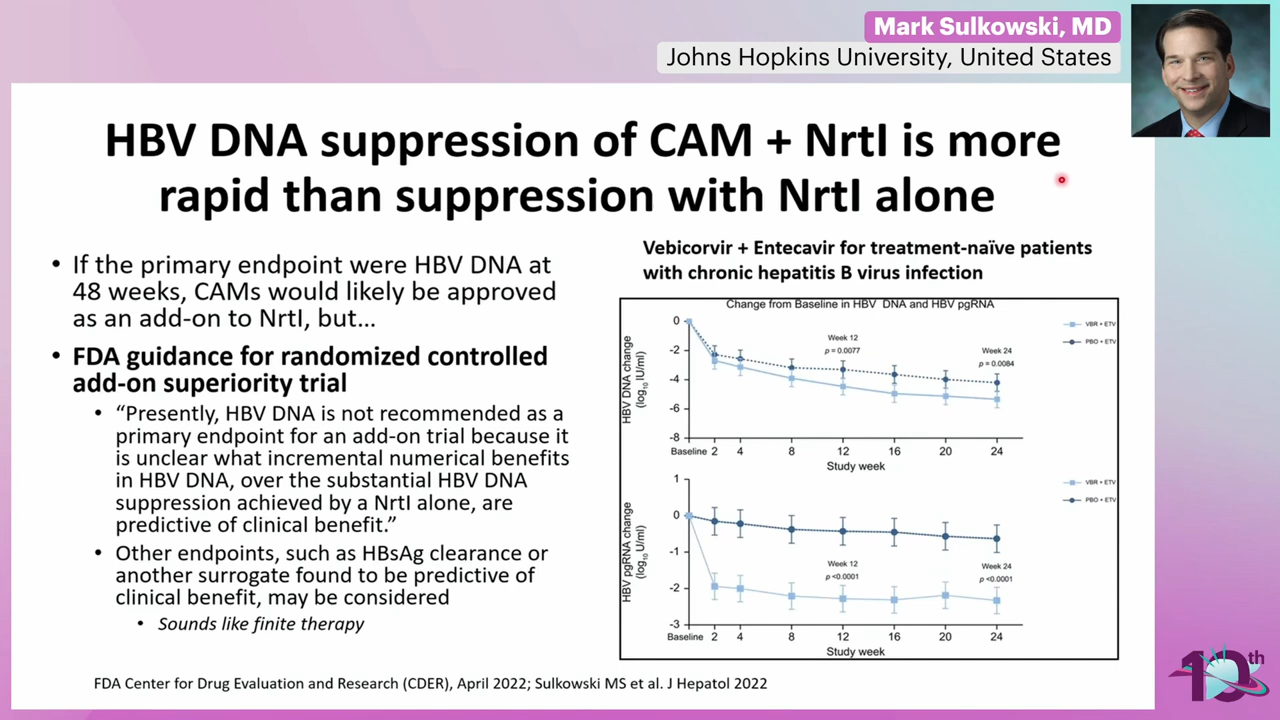 Mark Sulkowski, MD
Johns Hopkins University, United States
HBV DNA suppression of CAM + NrtI is more
rapid than suppression with NrtI alone
• If the primary endpoint were HBV DNA at
48 weeks, CAMs would likely be approved
as an add-on to NrtI, but...
• FDA guidance for randomized controlled
add-on superiority trial
• “Presently, HBV DNA is not recommended as a
primary endpoint for an add-on trial because it
is unclear what incremental numerical benefits
in HBV DNA, over the substantial HBV DNA
suppression achieved by a NrtI alone, are
predictive of clinical benefit.”
• Other endpoints, such as HBsAg clearance or
another surrogate found to be predictive of
clinical benefit, may be considered
• Sounds like finite therapy
Vebicorvir + Entecavir for treatment-naïve patients
with chronic hepatitis B virus infection
Change from Baseline in HBV DNA and HBV pgRNA
HBV DNA change
(log10 IU/ml)
0
-2
-4
-6
-8
Week 12
p = 0.0077
Week 24
p = 0.0084
VBR + ETV
PBO + ETV
Baseline 2 4 8 12 16 20 24
Study week
HBV pgRNA change
(log10 U/ml)
1
0
-1
-2
-3
Week 12
p <0.0001
Week 24
p <0.0001
VBR + ETV
PBO + ETV
Baseline 2 4 8 12 16 20 24
Study week
FDA Center for Drug Evaluation and Research (CDER), April 2022; Sulkowski MS et al. J Hepatol 2022
10th